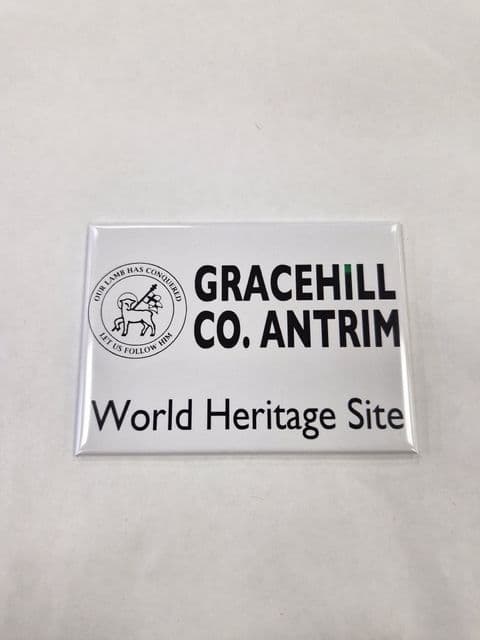 OUR LAMB HAS CONQUERED
LET US FOLLOW HIM
GRACEHILL
CO. ANTRIM
World Heritage Site